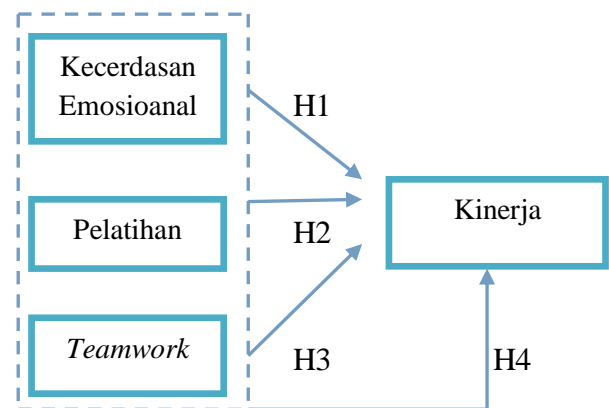 Kecerdasan
Emosioanal
H1
Pelatihan
Kinerja
H2
Teamwork
H3
H4